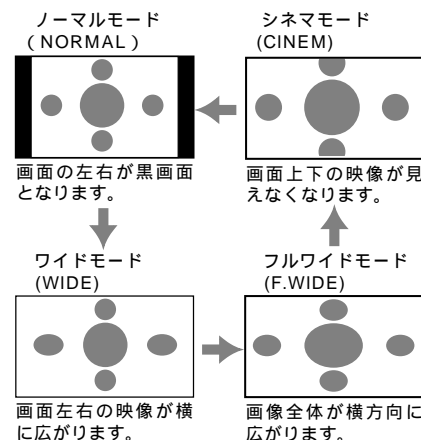 ノーマルモード
（NORMAL）
画面の左右が黒画面
となります。
シネマモード
(CINEM)
画面上下の映像が見
えなくなります。
ワイドモード
(WIDE)
画面左右の映像が横
に広がります。
フルワイドモード
(F.WIDE)
画像全体が横方向に
広がります。